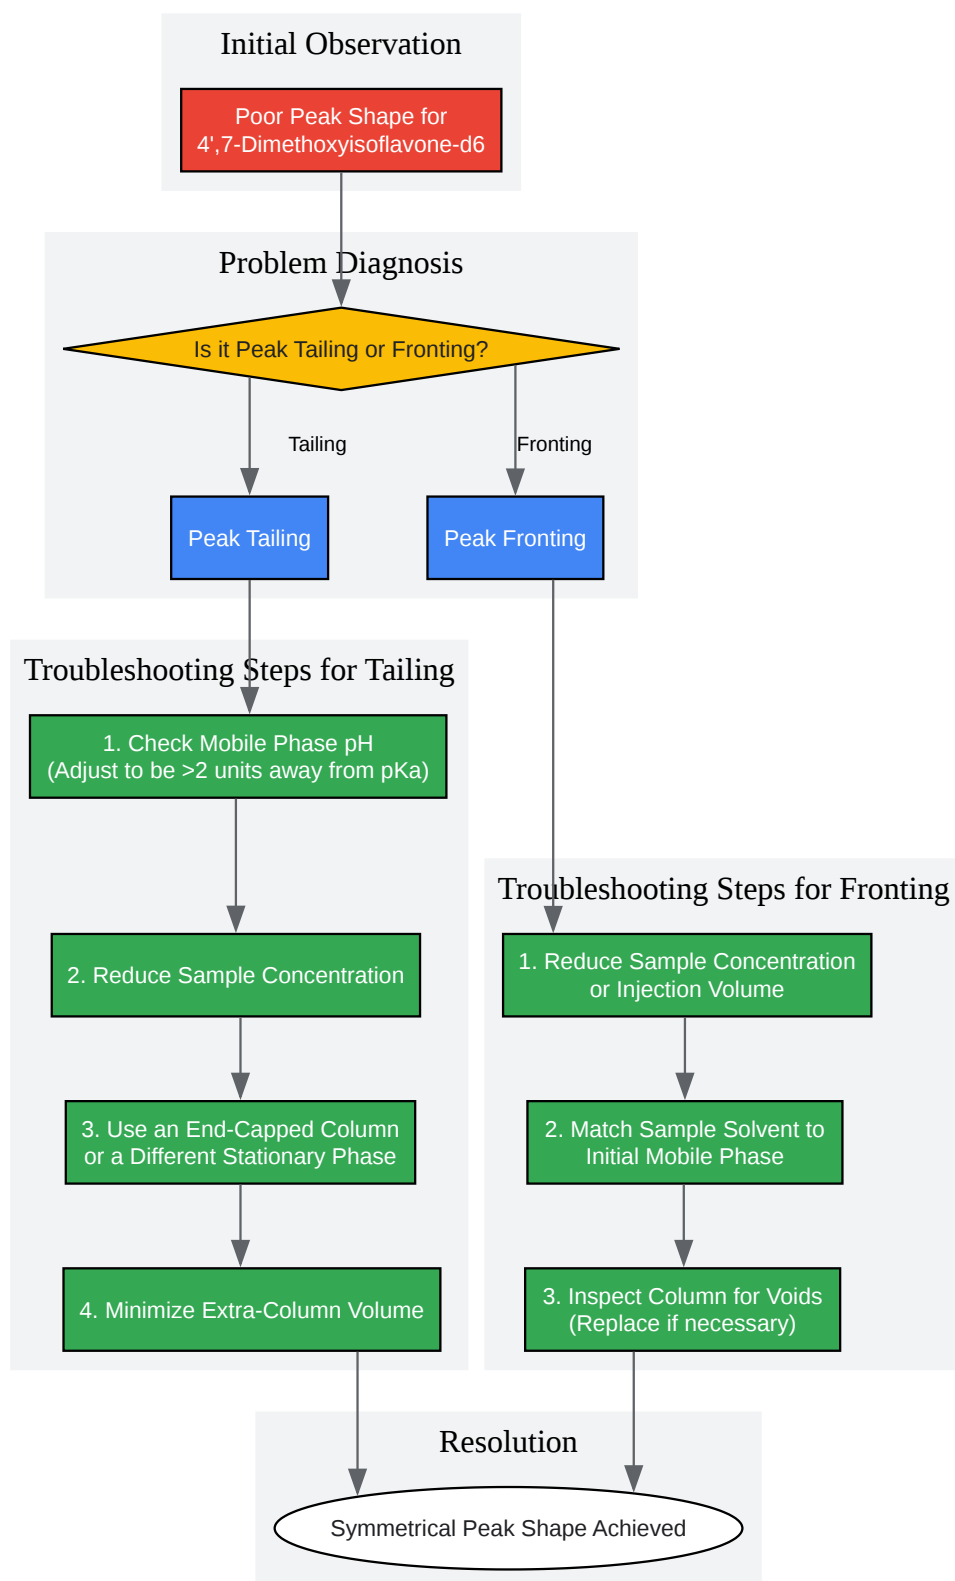 Initial Observation
Poor Peak Shape for
4',7-Dimethoxyisoflavone-d6
Problem Diagnosis
Is it Peak Tailing or Fronting?
Tailing
Fronting
Peak Tailing
Peak Fronting
Troubleshooting Steps for Tailing
1. Check Mobile Phase pH
(Adjust to be >2 units away from pKa)
2. Reduce Sample Concentration
3. Use an End-Capped Column
or a Different Stationary Phase
4. Minimize Extra-Column Volume
Troubleshooting Steps for Fronting
1. Reduce Sample Concentration
or Injection Volume
2. Match Sample Solvent to
Initial Mobile Phase
3. Inspect Column for Voids
(Replace if necessary)
Resolution
Symmetrical Peak Shape Achieved